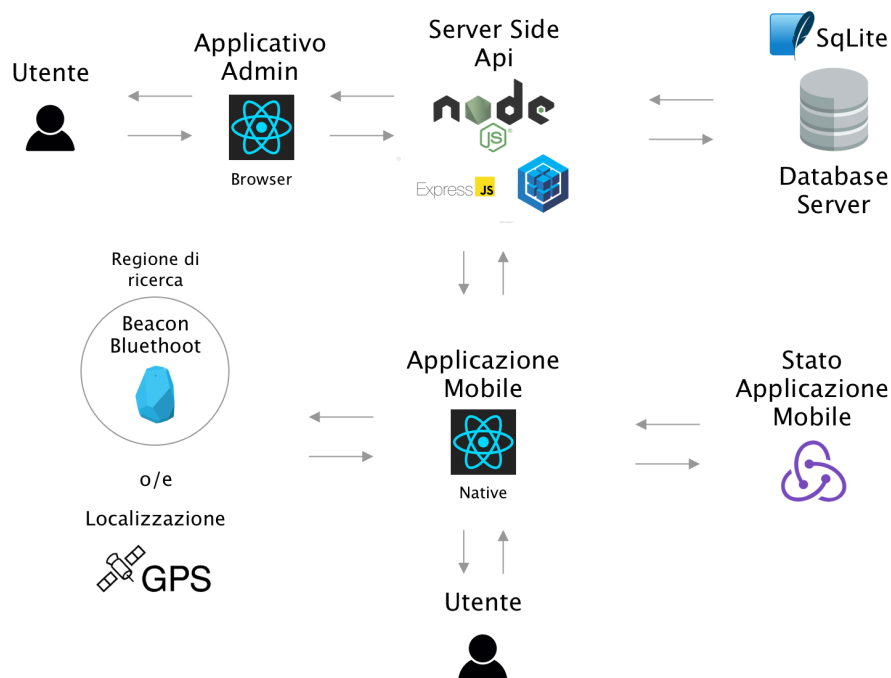 Utente
Applicativo
Admin
Browser
Server Side
Api
node
JS
Express JS
SqLite
Database
Server
Regione di
ricerca
Beacon
Bluethoot
o/e
Localizzazione
GPS
Applicazione
Mobile
Native
Stato
Applicazione
Mobile
Utente